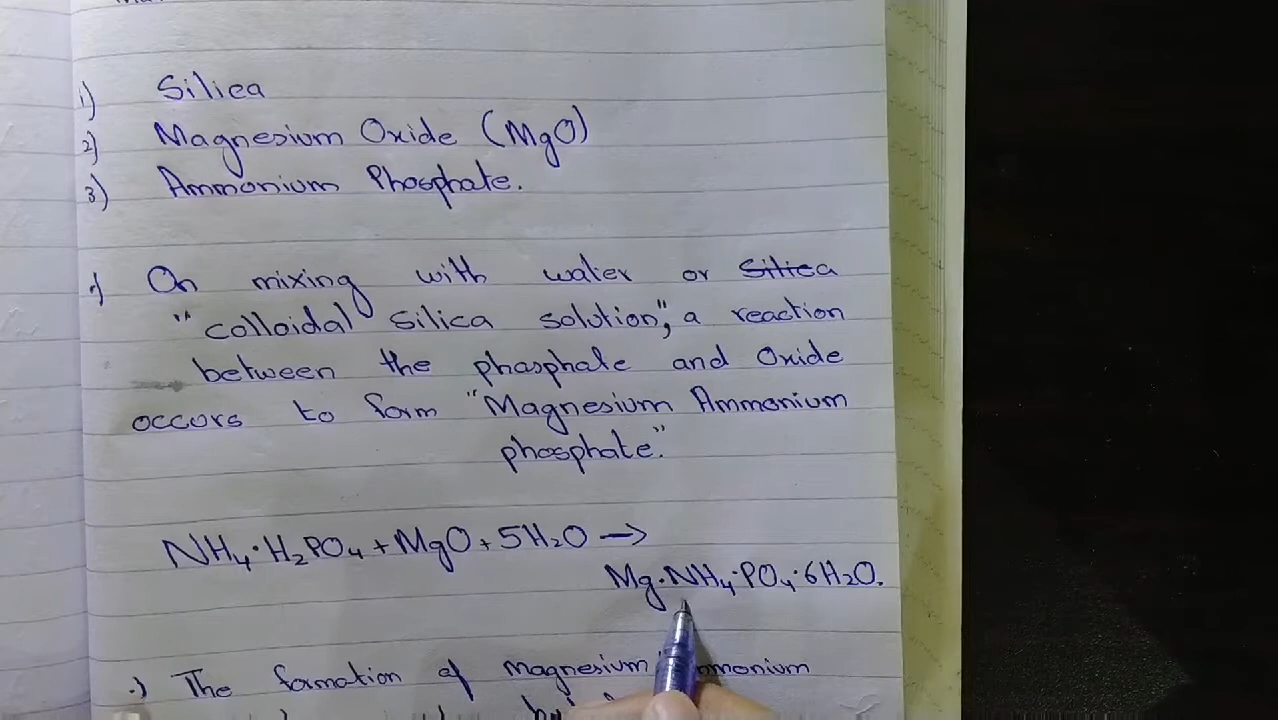 1) Silica
2) Magnesium Oxide (MgO)
3) Ammonium Phosphate.
On mixing with water or Silica
"colloidal silica solution", a reaction
between the phosphate and Oxide
occurs to form "Magnesium Ammonium
phosphate."
NH₄·H₂PO₄ + MgO + 5H₂O →
Mg·NH₄·PO₄·6H₂O.
The formation of magnesium